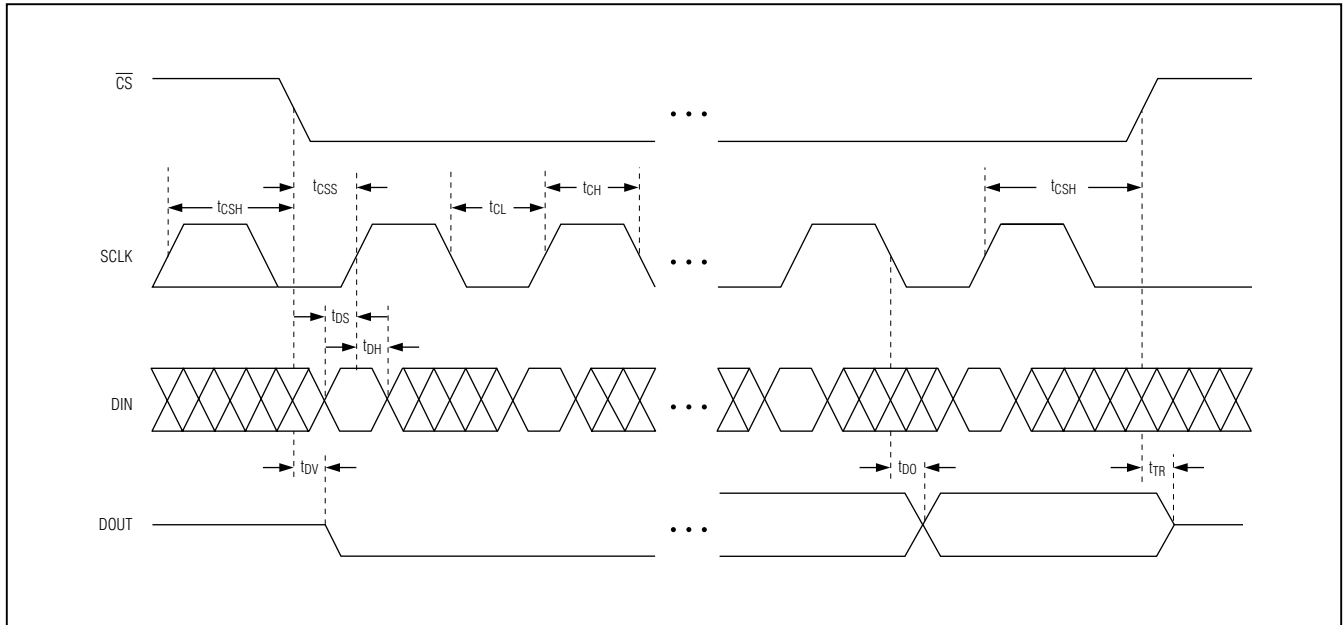 CS
tCSS
tCH
tCSH
tCSH
tCL
SCLK
• • •
• • •
tDS
tDH
DIN
• • •
tDV
tDO
tTR
DOUT
• • •